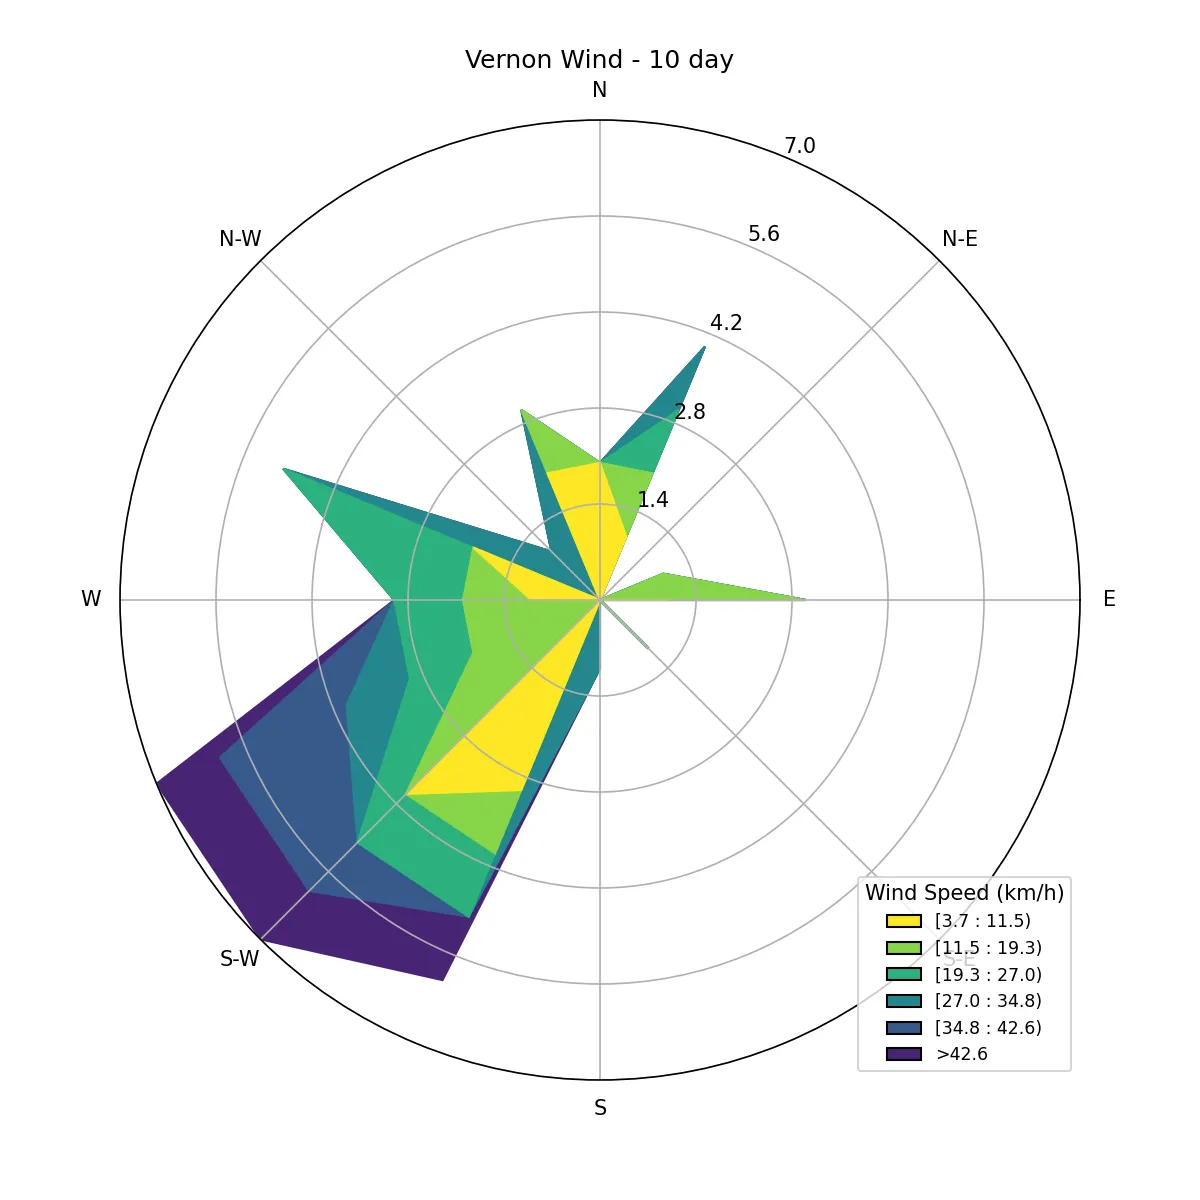 Vernon Wind - 10 day
N
7.0
N-W
5.6
N-E
4.2
2.8
1.4
W
E
S-W
S-E
S
Wind Speed (km/h)
[3.7 : 11.5)
[11.5 : 19.3)
[19.3 : 27.0)
[27.0 : 34.8)
[34.8 : 42.6)
>42.6